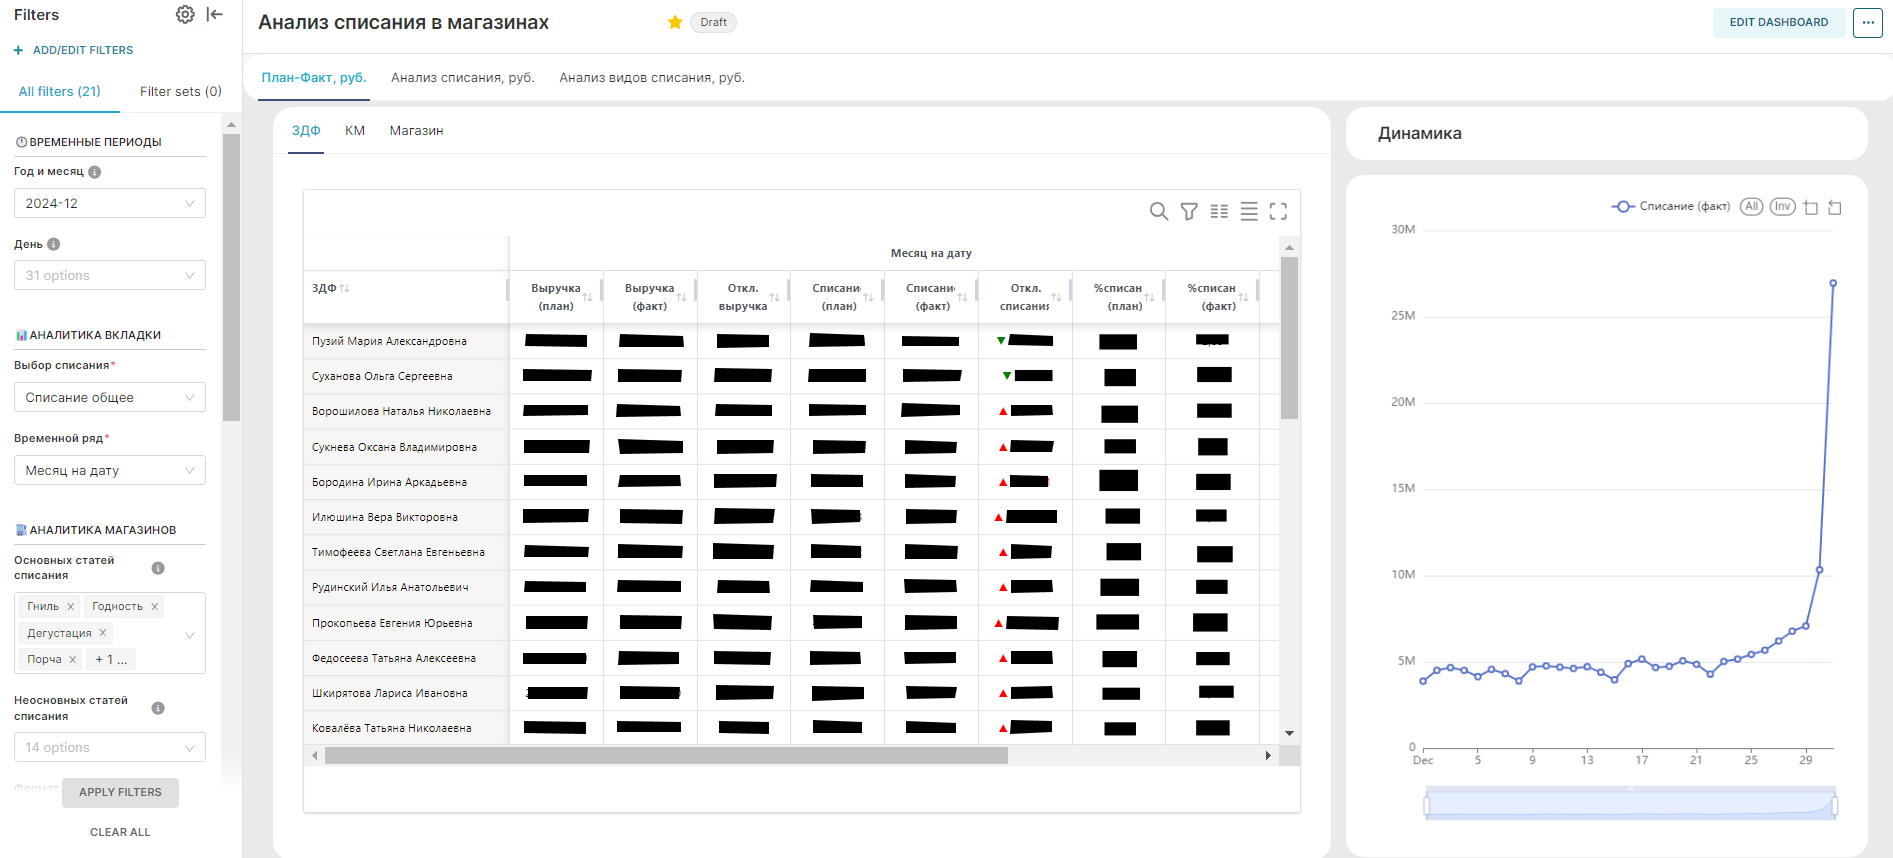 Filters
ADD/EDIT FILTERS
All filters (21)
Filter sets (0)
ВРЕМЕННЫЕ ПЕРИОДЫ
Год и месяц
2024-12
День
31 options
АНАЛИТИКА ВКЛАДКИ
Выбор списания*
Списание общее
Временной ряд*
Месяц на дату
АНАЛИТИКА МАГАЗИНОВ
Основных статей
списания
Гниль
Годность
Дегустация
Порча
+ 1 ...
Неосновных статей
списания
14 options
Формат
APPLY FILTERS
CLEAR ALL
Анализ списания в магазинах
Draft
EDIT DASHBOARD
План-Факт, руб.
Анализ списания, руб.
Анализ видов списания, руб.
ЗДФ
КМ
Магазин
Месяц на дату
ЗДФ
Выручка
(план)
Выручка
(факт)
Откл.
выручка
Списани
(план)
Списани
(факт)
Откл.
списания
%списан
(план)
%списан
(факт)
Пузий Мария Александровна
Суханова Ольга Сергеевна
Ворошилова Наталья Николаевна
Сукнева Оксана Владимировна
Бородина Ирина Аркадьевна
Илюшина Вера Викторовна
Тимофеева Светлана Евгеньевна
Рудинский Илья Анатольевич
Прокопьева Евгения Юрьевна
Федосеева Татьяна Алексеевна
Шкирятова Лариса Ивановна
Ковалёва Татьяна Николаевна
Динамика
Списание (факт)
All
Inv
30M
25M
20M
15M
10M
5M
0
Dec
5
9
13
17
21
25
29